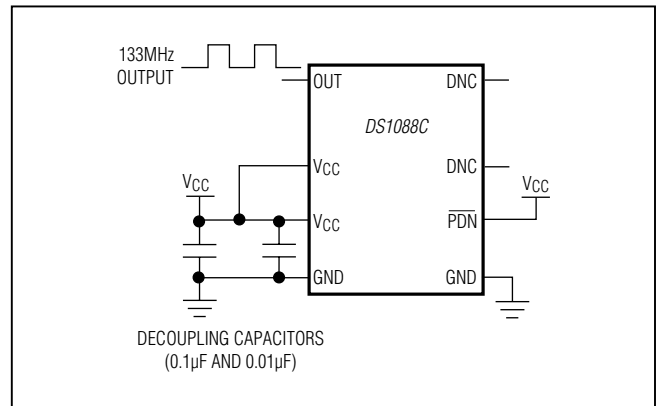 133MHz
OUTPUT
OUT
DNC
DS1088C
VCC
DNC
VCC
VCC
VCC
PDN
GND
GND
DECOUPLING CAPACITORS
(0.1µF AND 0.01µF)